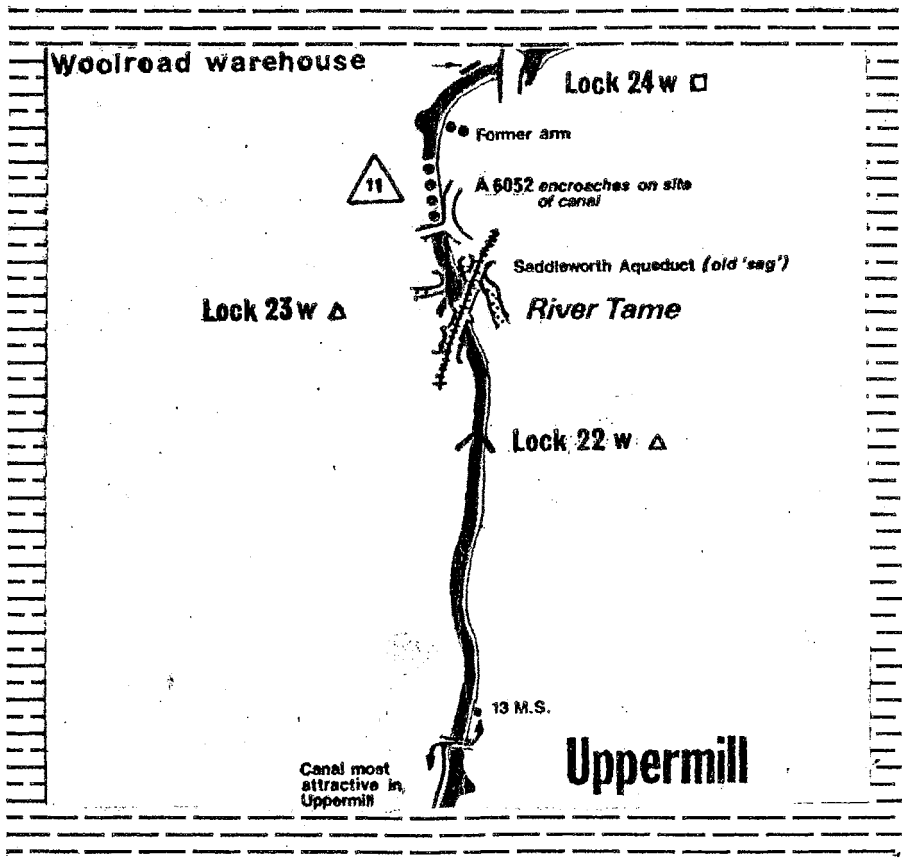 Woolroad warehouse
Lock 24 w
Former arm
11
A 6052 encroaches on site
of canal
Saddleworth Aqueduct (old 'sag')
Lock 23 w
River Tame
Lock 22 w
13 M.S.
Uppermill
Canal most
attractive in
Uppermill